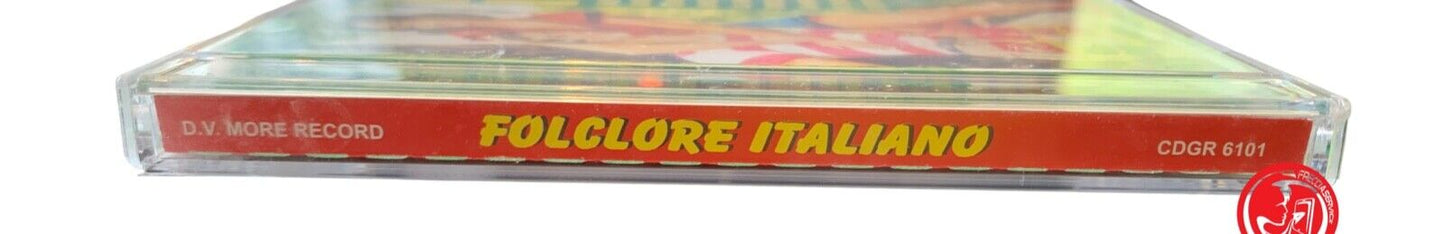 D.V. MORE RECORD
FOLCLORE ITALIANO
CDGR 6101